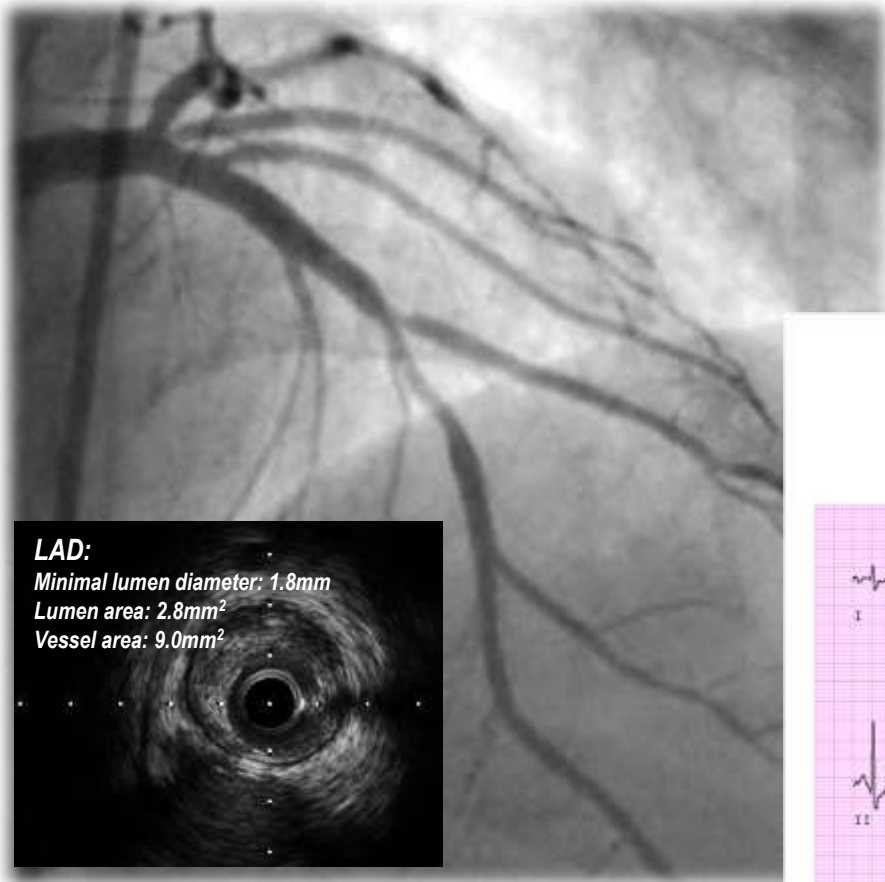 LAD:
Minimal lumen diameter: 1.8mm
Lumen area: 2.8mm²
Vessel area: 9.0mm²
I
II